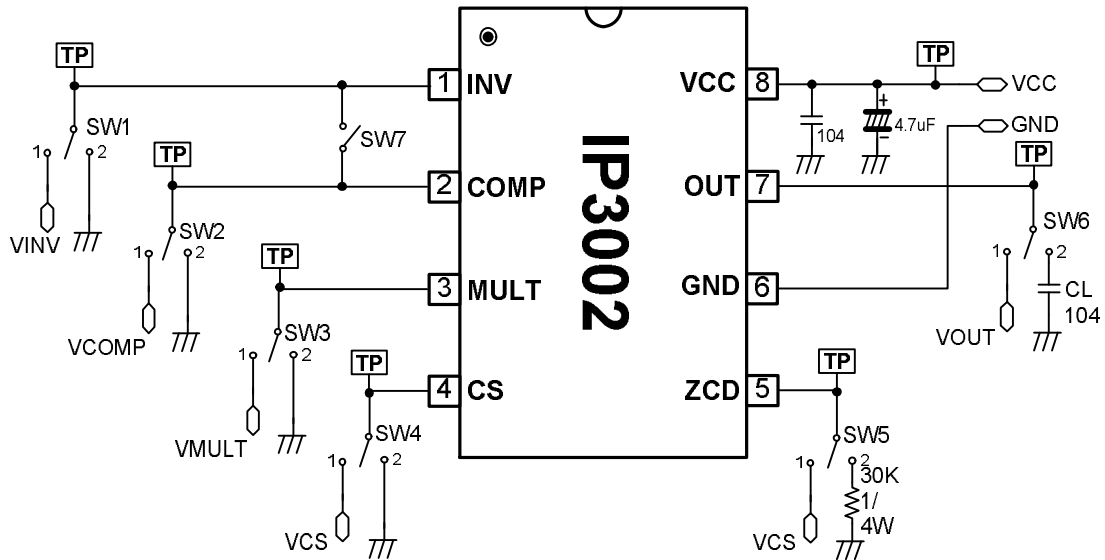 TP
1 INV
VCC 8
TP
VCC
SW1
1
2
VINV
SW7
104
+
4.7uF
GND
TP
2 COMP
OUT 7
TP
SW2
1
2
VCOMP
SW6
1
2
CL
104
VOUT
TP
3 MULT
GND 6
IP3002
SW3
1
2
VMULT
TP
4 CS
ZCD 5
TP
SW4
1
2
VCS
SW5
1
2
30K
1/
4W
VCS